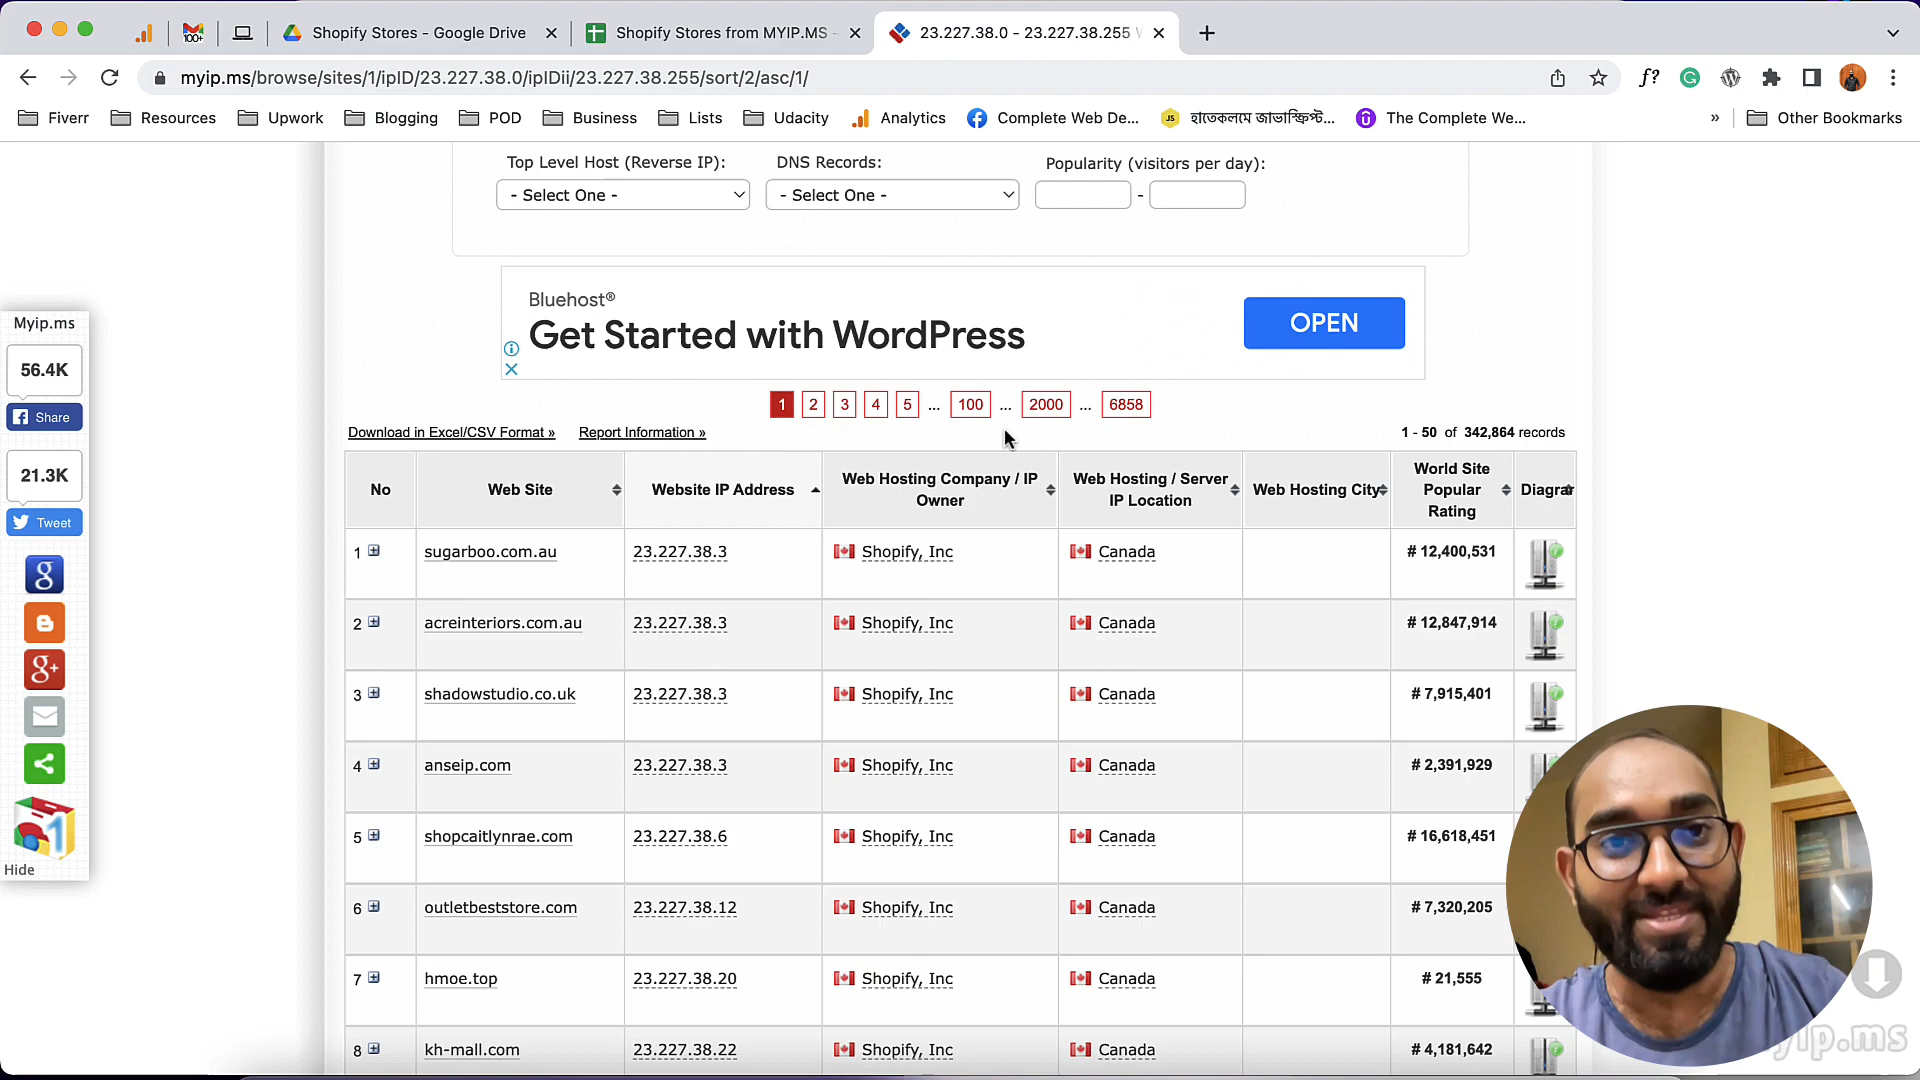 Shopify Stores - Google Drive
Shopify Stores from MYIP.MS -
23.227.38.0 - 23.227.38.255
myip.ms/browse/sites/1/ipID/23.227.38.0/ipIDii/23.227.38.255/sort/2/asc/1/
Fiverr Resources Upwork Blogging POD Business Lists Udacity Analytics Complete Web De... হাতেকলমে জাভাস্ক্রিপ্ট... The Complete We... » Other Bookmarks
Top Level Host (Reverse IP): DNS Records: Popularity (visitors per day):
- Select One - - Select One - -
Bluehost®
Get Started with WordPress
OPEN
Myip.ms
56.4K
Share
21.3K
Tweet
Hide
1 2 3 4 5 ... 100 ... 2000 ... 6858
Download in Excel/CSV Format » Report Information » 1 - 50 of 342,864 records
No Web Site Website IP Address Web Hosting Company / IP Owner Web Hosting / Server IP Location Web Hosting City World Site Popular Rating Diagram
1 sugarboo.com.au 23.227.38.3 Shopify, Inc Canada # 12,400,531
2 acreinteriors.com.au 23.227.38.3 Shopify, Inc Canada # 12,847,914
3 shadowstudio.co.uk 23.227.38.3 Shopify, Inc Canada # 7,915,401
4 anseip.com 23.227.38.3 Shopify, Inc Canada # 2,391,929
5 shopcaitlynrae.com 23.227.38.6 Shopify, Inc Canada # 16,618,451
6 outletbeststore.com 23.227.38.12 Shopify, Inc Canada # 7,320,205
7 hmoe.top 23.227.38.20 Shopify, Inc Canada # 21,555
8 kh-mall.com 23.227.38.22 Shopify, Inc Canada # 4,181,642
yip.ms